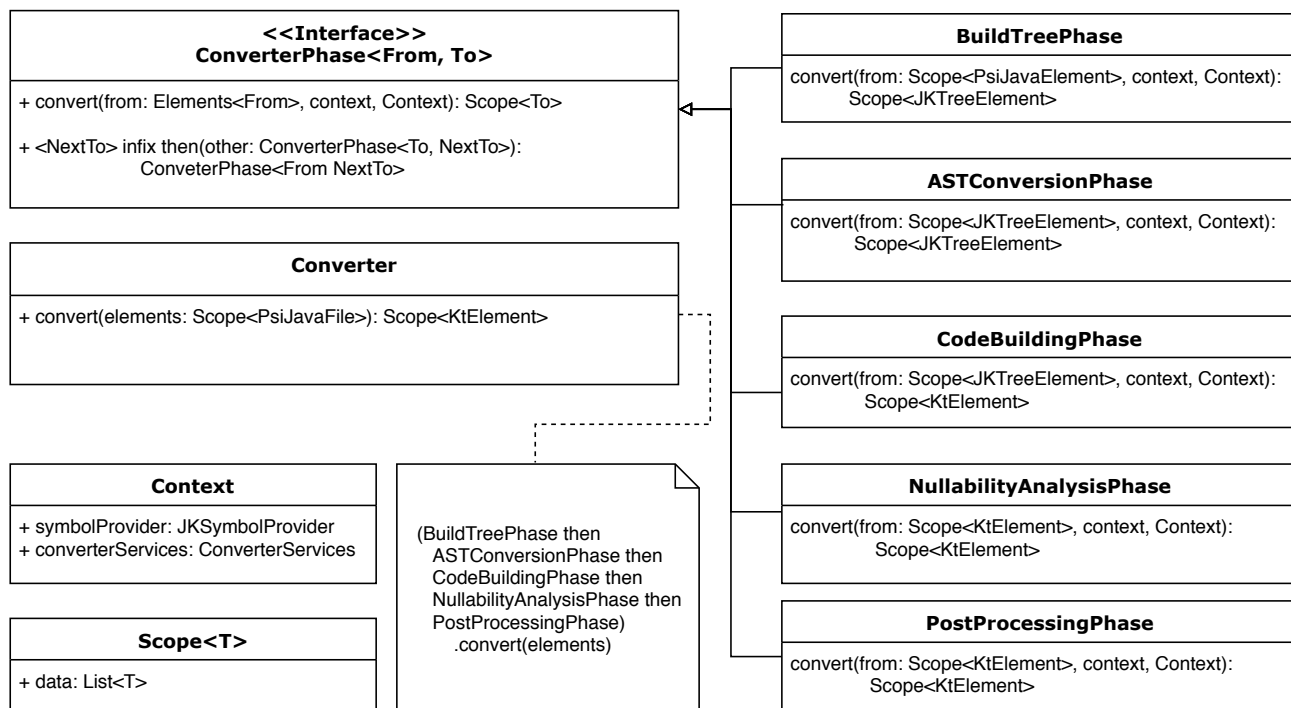 <<Interface>>
ConverterPhase<From, To>
+ convert(from: Elements<From>, context, Context): Scope<To>
+ <NextTo> infix then(other: ConverterPhase<To, NextTo>):
ConveterPhase<From NextTo>
Converter
+ convert(elements: Scope<PsiJavaFile>): Scope<KtElement>
Context
+ symbolProvider: JKSymbolProvider
+ converterServices: ConverterServices
Scope<T>
+ data: List<T>
(BuildTreePhase then
ASTConversionPhase then
CodeBuildingPhase then
NullabilityAnalysisPhase then
PostProcessingPhase)
.convert(elements)
BuildTreePhase
convert(from: Scope<PsiJavaElement>, context, Context):
Scope<JKTreeElement>
ASTConversionPhase
convert(from: Scope<JKTreeElement>, context, Context):
Scope<JKTreeElement>
CodeBuildingPhase
convert(from: Scope<JKTreeElement>, context, Context):
Scope<KtElement>
NullabilityAnalysisPhase
convert(from: Scope<KtElement>, context, Context):
Scope<KtElement>
PostProcessingPhase
convert(from: Scope<KtElement>, context, Context):
Scope<KtElement>